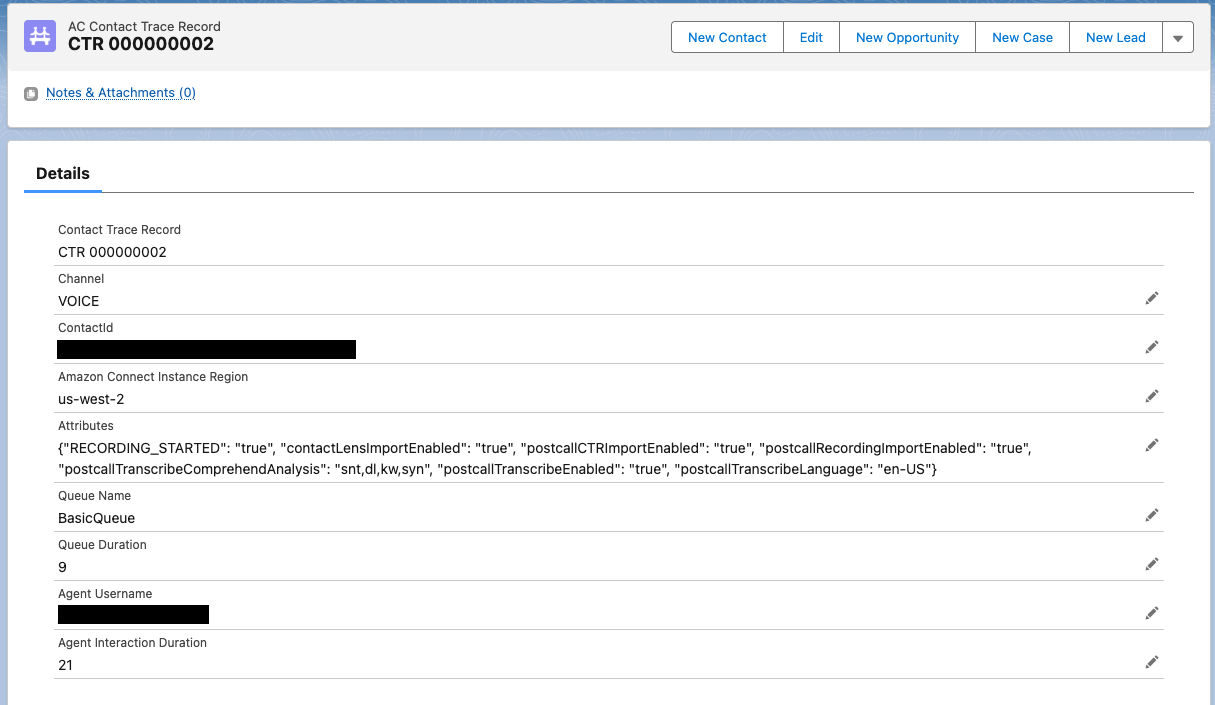 AC Contact Trace Record
CTR 000000002
New Contact
Edit
New Opportunity
New Case
New Lead
Notes & Attachments (0)
Details
Contact Trace Record
CTR 000000002
Channel
VOICE
ContactId
Amazon Connect Instance Region
us-west-2
Attributes
{"RECORDING_STARTED": "true", "contactLensImportEnabled": "true", "postcallCTRImportEnabled": "true", "postcallRecordingImportEnabled": "true",
"postcallTranscribeComprehendAnalysis": "snt,dl,kw,syn", "postcallTranscribeEnabled": "true", "postcallTranscribeLanguage": "en-US"}
Queue Name
BasicQueue
Queue Duration
9
Agent Username
Agent Interaction Duration
21